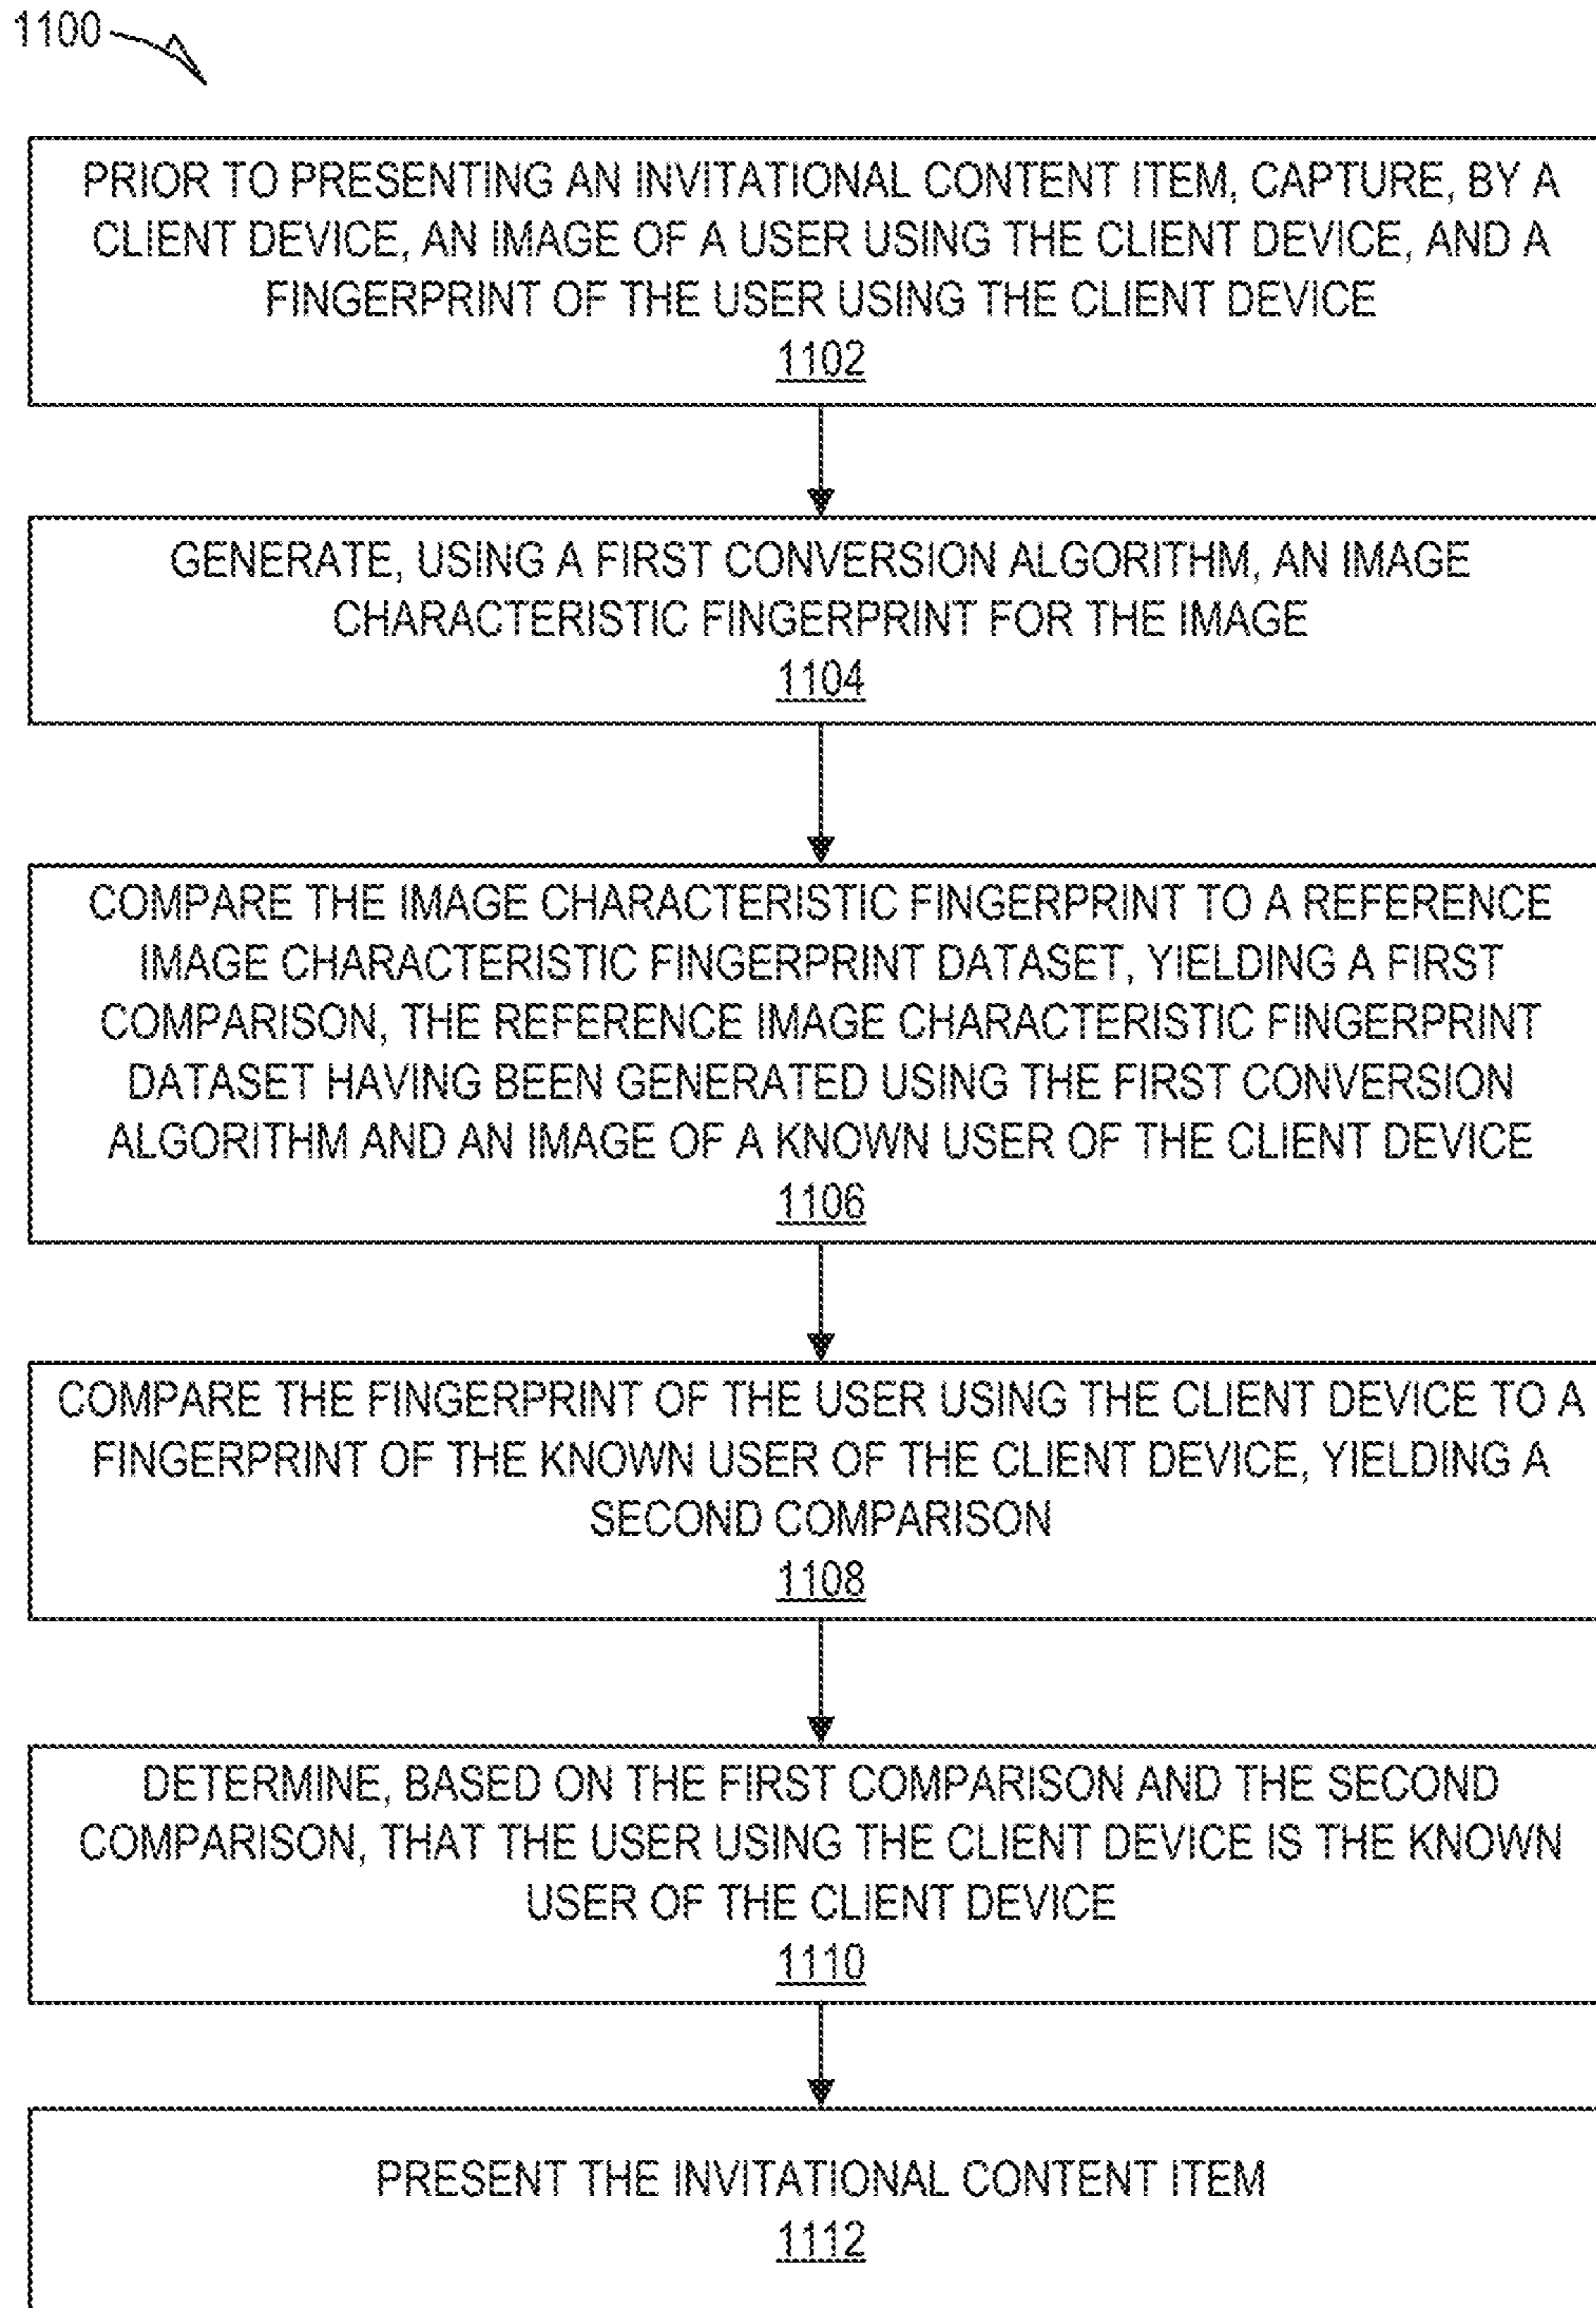 1100
PRIOR TO PRESENTING AN INVITATIONAL CONTENT ITEM, CAPTURE, BY A
CLIENT DEVICE, AN IMAGE OF A USER USING THE CLIENT DEVICE, AND A
FINGERPRINT OF THE USER USING THE CLIENT DEVICE
1102
GENERATE, USING A FIRST CONVERSION ALGORITHM, AN IMAGE
CHARACTERISTIC FINGERPRINT FOR THE IMAGE
1104
COMPARE THE IMAGE CHARACTERISTIC FINGERPRINT TO A REFERENCE
IMAGE CHARACTERISTIC FINGERPRINT DATASET, YIELDING A FIRST
COMPARISON, THE REFERENCE IMAGE CHARACTERISTIC FINGERPRINT
DATASET HAVING BEEN GENERATED USING THE FIRST CONVERSION
ALGORITHM AND AN IMAGE OF A KNOWN USER OF THE CLIENT DEVICE
1106
COMPARE THE FINGERPRINT OF THE USER USING THE CLIENT DEVICE TO A
FINGERPRINT OF THE KNOWN USER OF THE CLIENT DEVICE, YIELDING A
SECOND COMPARISON
1108
DETERMINE, BASED ON THE FIRST COMPARISON AND THE SECOND
COMPARISON, THAT THE USER USING THE CLIENT DEVICE IS THE KNOWN
USER OF THE CLIENT DEVICE
1110
PRESENT THE INVITATIONAL CONTENT ITEM
1112